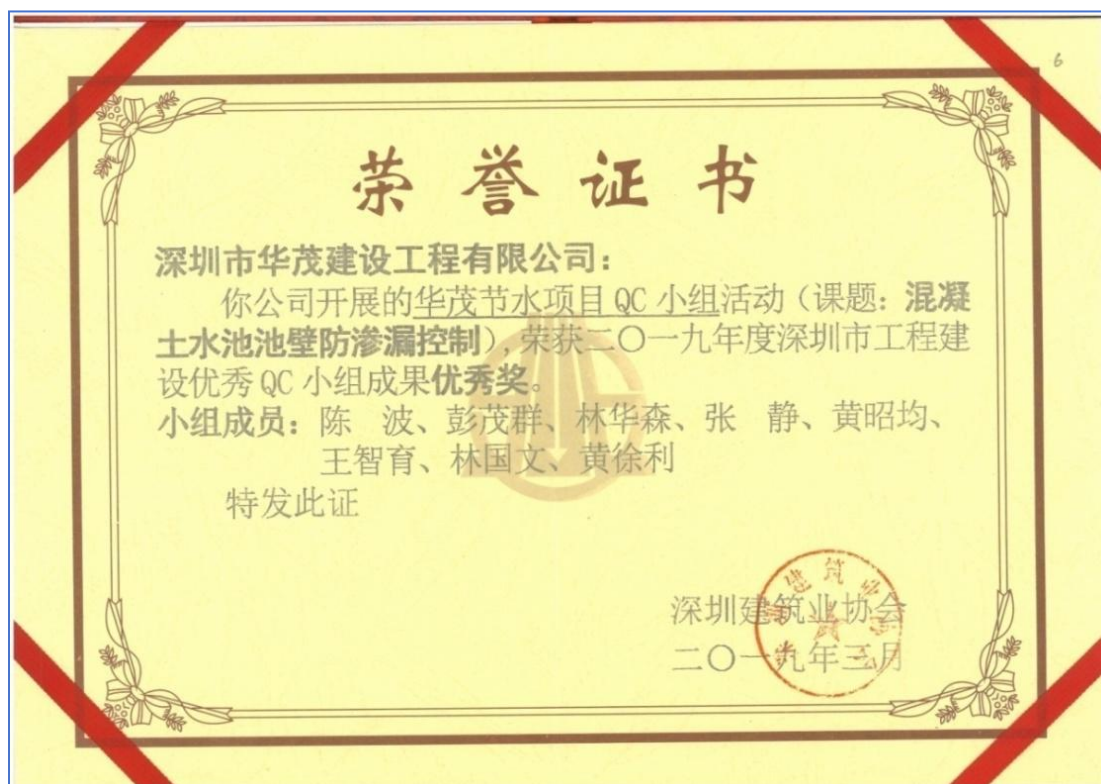 6
荣誉证书
深圳市华茂建设工程有限公司：
你公司开展的华茂节水项目QC小组活动（课题：混凝
土水池池壁防渗漏控制），荣获二〇一九年度深圳市工程建
设优秀QC小组成果优秀奖。
小组成员：陈 波、彭茂群、林华森、张 静、黄昭均、
王智育、林国文、黄徐利
特发此证
深圳建筑业协会
二〇一九年三月